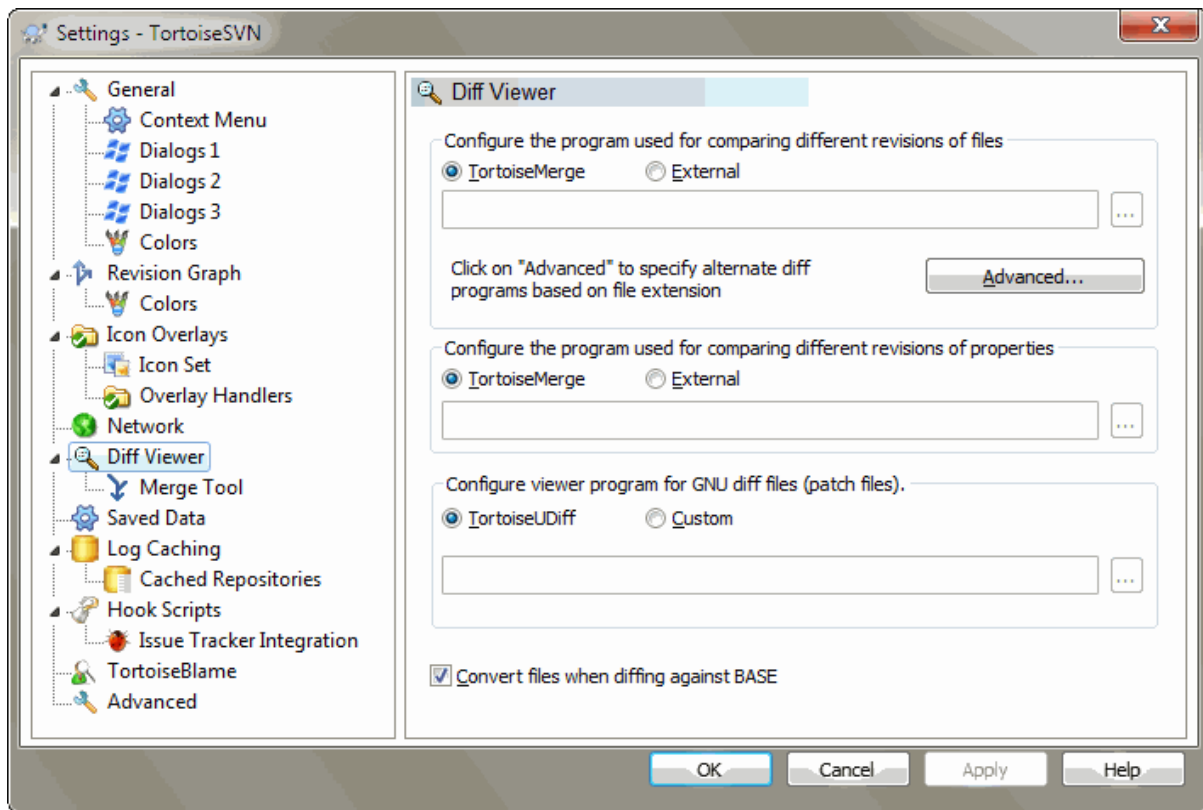 Settings - TortoiseSVN
General
Context Menu
Dialogs 1
Dialogs 2
Dialogs 3
Colors
Revision Graph
Colors
Icon Overlays
Icon Set
Overlay Handlers
Network
Diff Viewer
Merge Tool
Saved Data
Log Caching
Cached Repositories
Hook Scripts
Issue Tracker Integration
TortoiseBlame
Advanced
Diff Viewer
Configure the program used for comparing different revisions of files
TortoiseMerge External
...
Click on "Advanced" to specify alternate diff
programs based on file extension
Advanced...
Configure the program used for comparing different revisions of properties
TortoiseMerge External
...
Configure viewer program for GNU diff files (patch files).
TortoiseUDiff Custom
...
Convert files when diffing against BASE
OK Cancel Apply Help